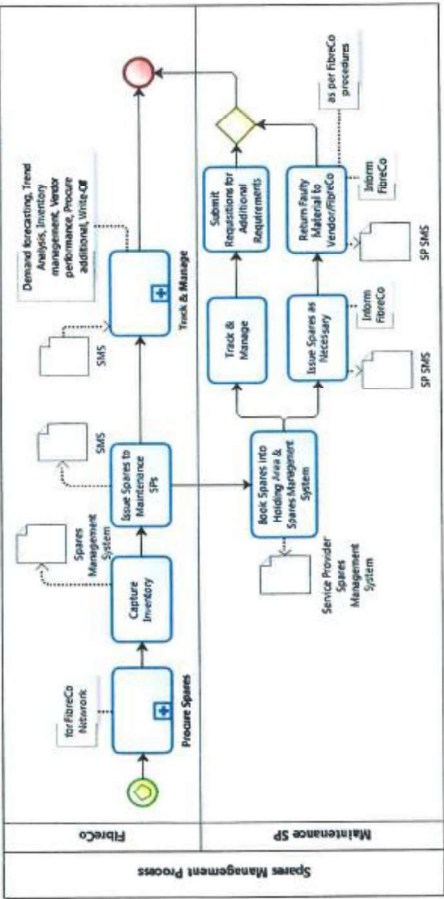 Spares Management Process
FibreCo
Maintenance SP
for FibreCo
Network
Procure Spares
Capture
Inventory
Spares
Management
System
Issue Spares to
Maintenance
SPs
SMS
SMS
Demand forecasting, Trend
Analysis, Inventory
management, Vendor
performance, Procure
additional, Write-Off
Track & Manage
Book Spares into
Holding Area &
Spares Management
System
Service Provider
Spares
Management
System
Track &
Manage
Submit
Requisitions for
Additional
Requirements
Issue Spares as
Necessary
SP SMS
Inform
FibreCo
Return Faulty
Material to
Vendor/FibreCo
SP SMS
Inform
FibreCo
as per FibreCo
procedures